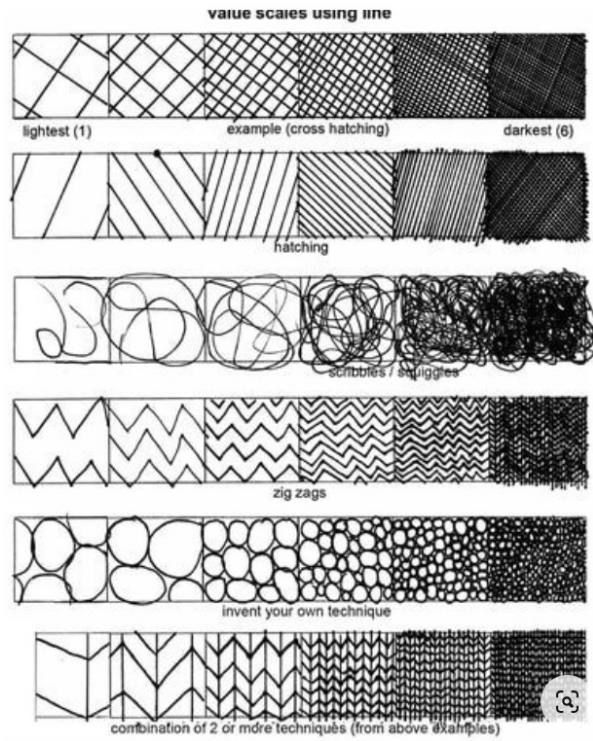 value scales using line
lightest (1)
example (cross hatching)
darkest (6)
hatching
scribbles / squiggles
zig zags
invent your own technique
combination of 2 or more techniques (from above examples)